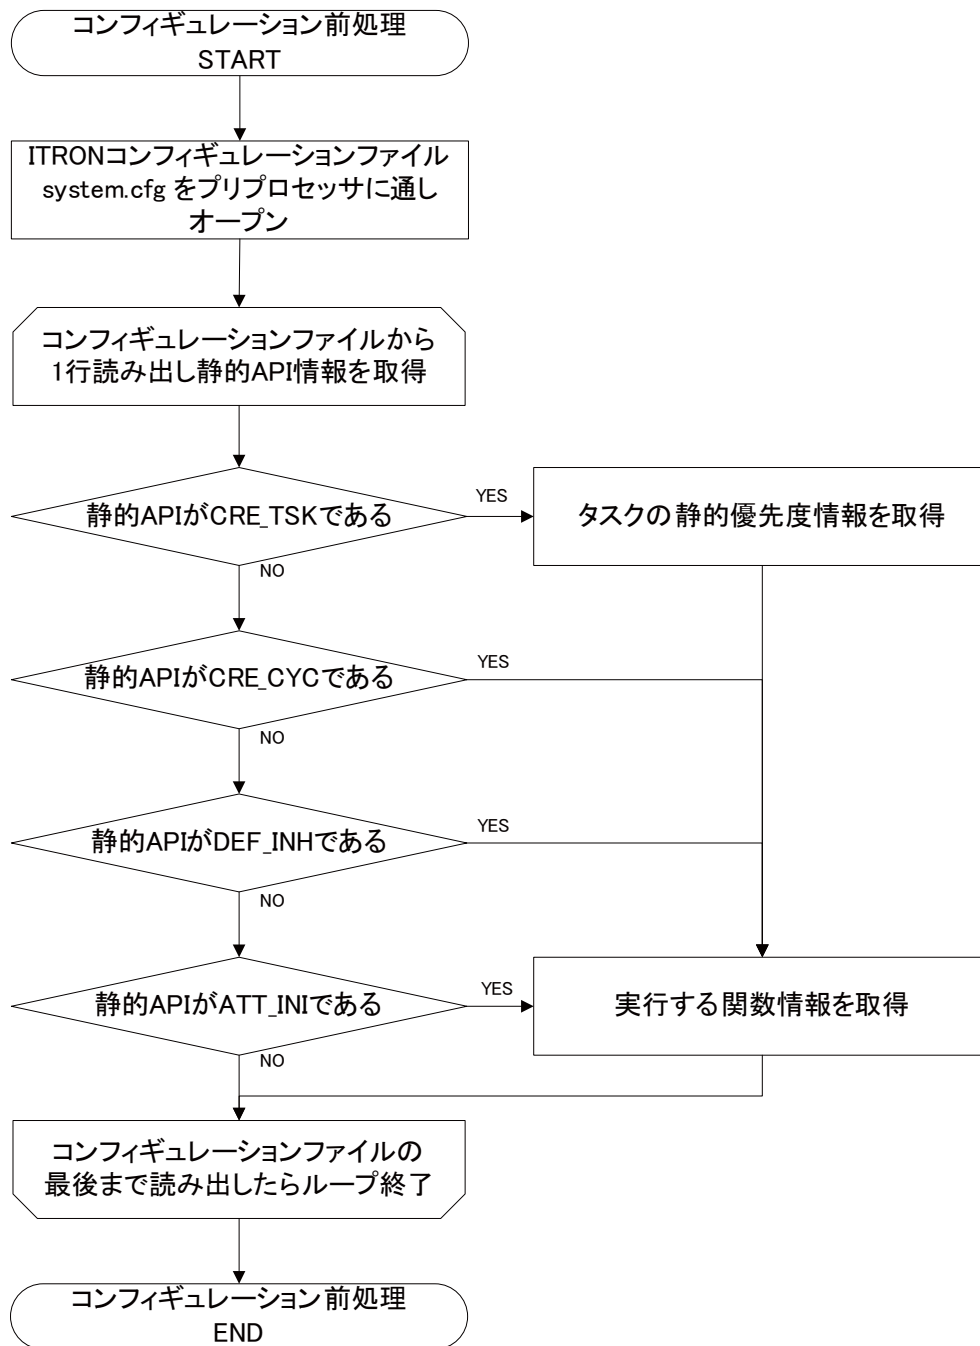 コンフィギュレーション前処理
START
ITRONコンフィギュレーションファイル
system.cfg をプリプロセッサに通し
オープン
コンフィギュレーションファイルから
1行読み出し静的API情報を取得
静的APIがCRE_TSKである
YES
タスクの静的優先度情報を取得
NO
静的APIがCRE_CYCである
YES
NO
静的APIがDEF_INHである
YES
NO
静的APIがATT_INIである
YES
実行する関数情報を取得
NO
コンフィギュレーションファイルの
最後まで読み出したらループ終了
コンフィギュレーション前処理
END